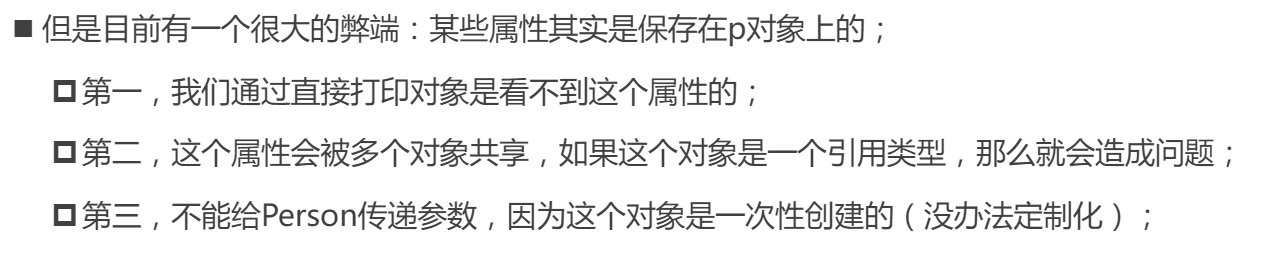 ■ 但是目前有一个很大的弊端：某些属性其实是保存在p对象上的；
第一，我们通过直接打印对象是看不到这个属性的；
第二，这个属性会被多个对象共享，如果这个对象是一个引用类型，那么就会造成问题；
第三，不能给Person传递参数，因为这个对象是一次性创建的（没办法定制化）；